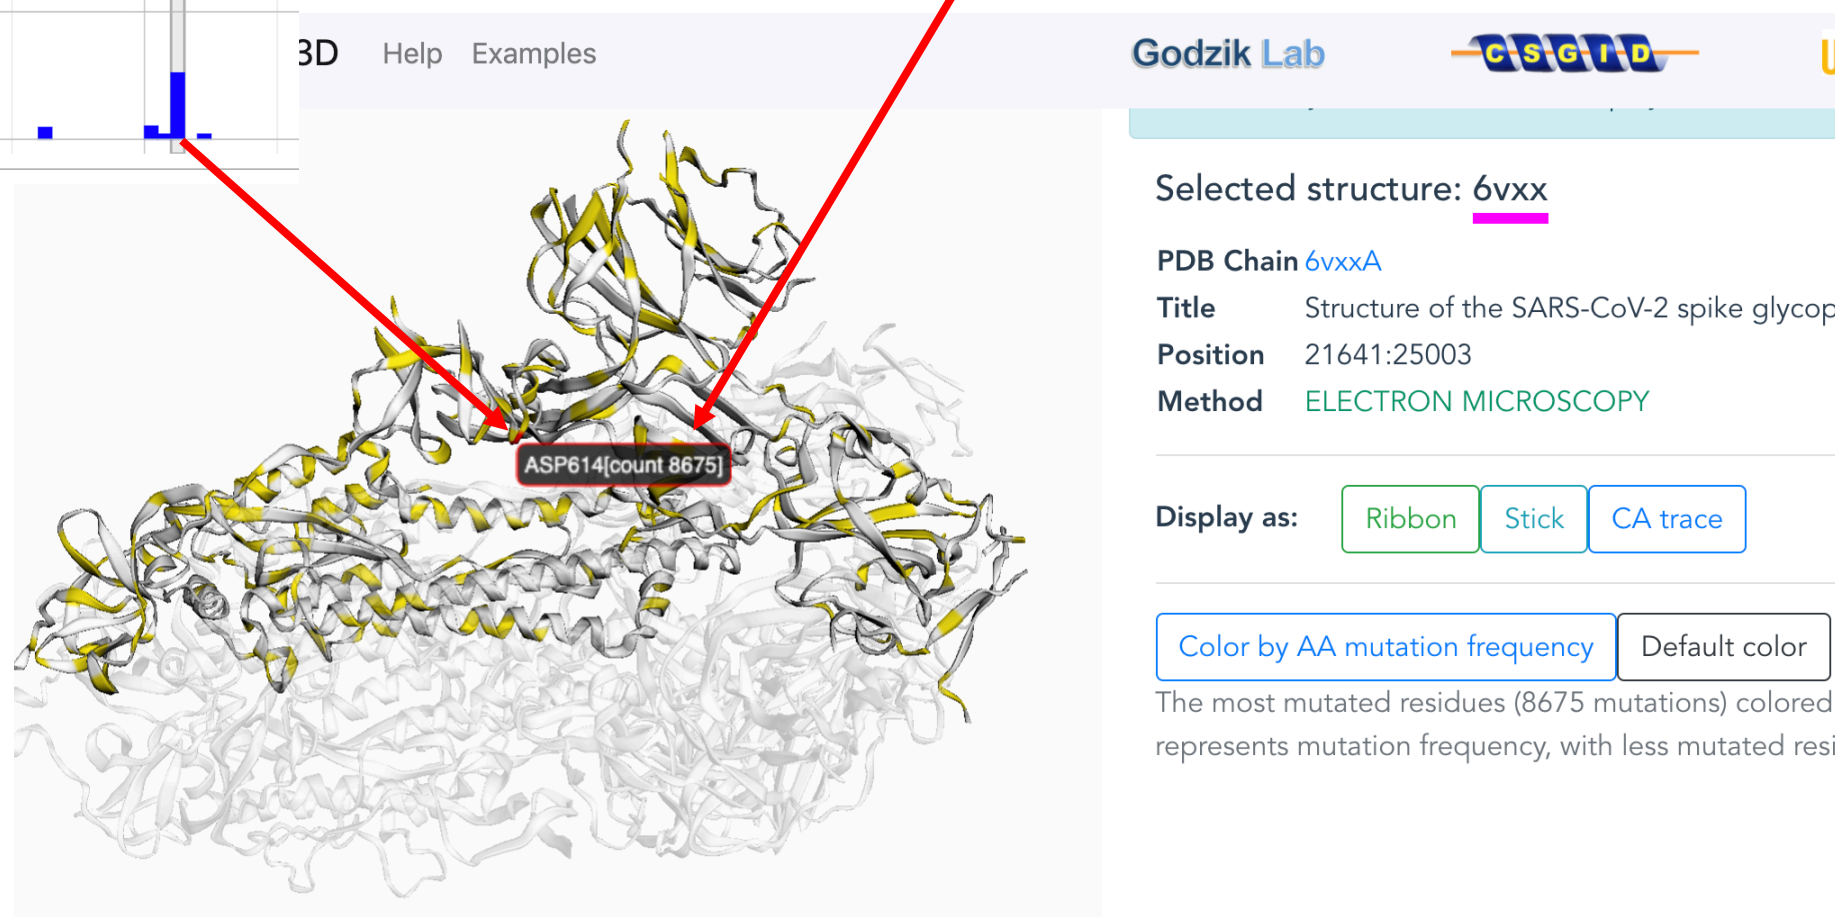 3D Help Examples Godzik Lab CSGID
Selected structure: 6vxx
PDB Chain 6vxxA
Title Structure of the SARS-CoV-2 spike glycop
Position 21641:25003
Method ELECTRON MICROSCOPY
ASP614[count 8675]
Display as: Ribbon Stick CA trace
Color by AA mutation frequency Default color
The most mutated residues (8675 mutations) colored
represents mutation frequency, with less mutated resi